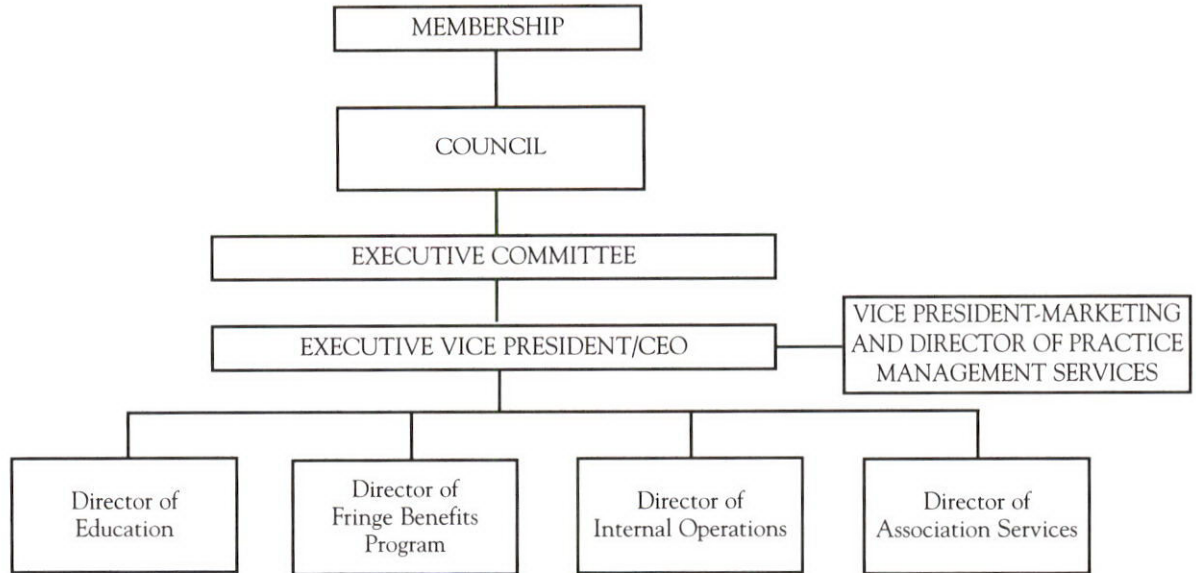 MEMBERSHIP
COUNCIL
EXECUTIVE COMMITTEE
EXECUTIVE VICE PRESIDENT/CEO
VICE PRESIDENT-MARKETING
AND DIRECTOR OF PRACTICE
MANAGEMENT SERVICES
Director of
Education
Director of
Fringe Benefits
Program
Director of
Internal Operations
Director of
Association Services